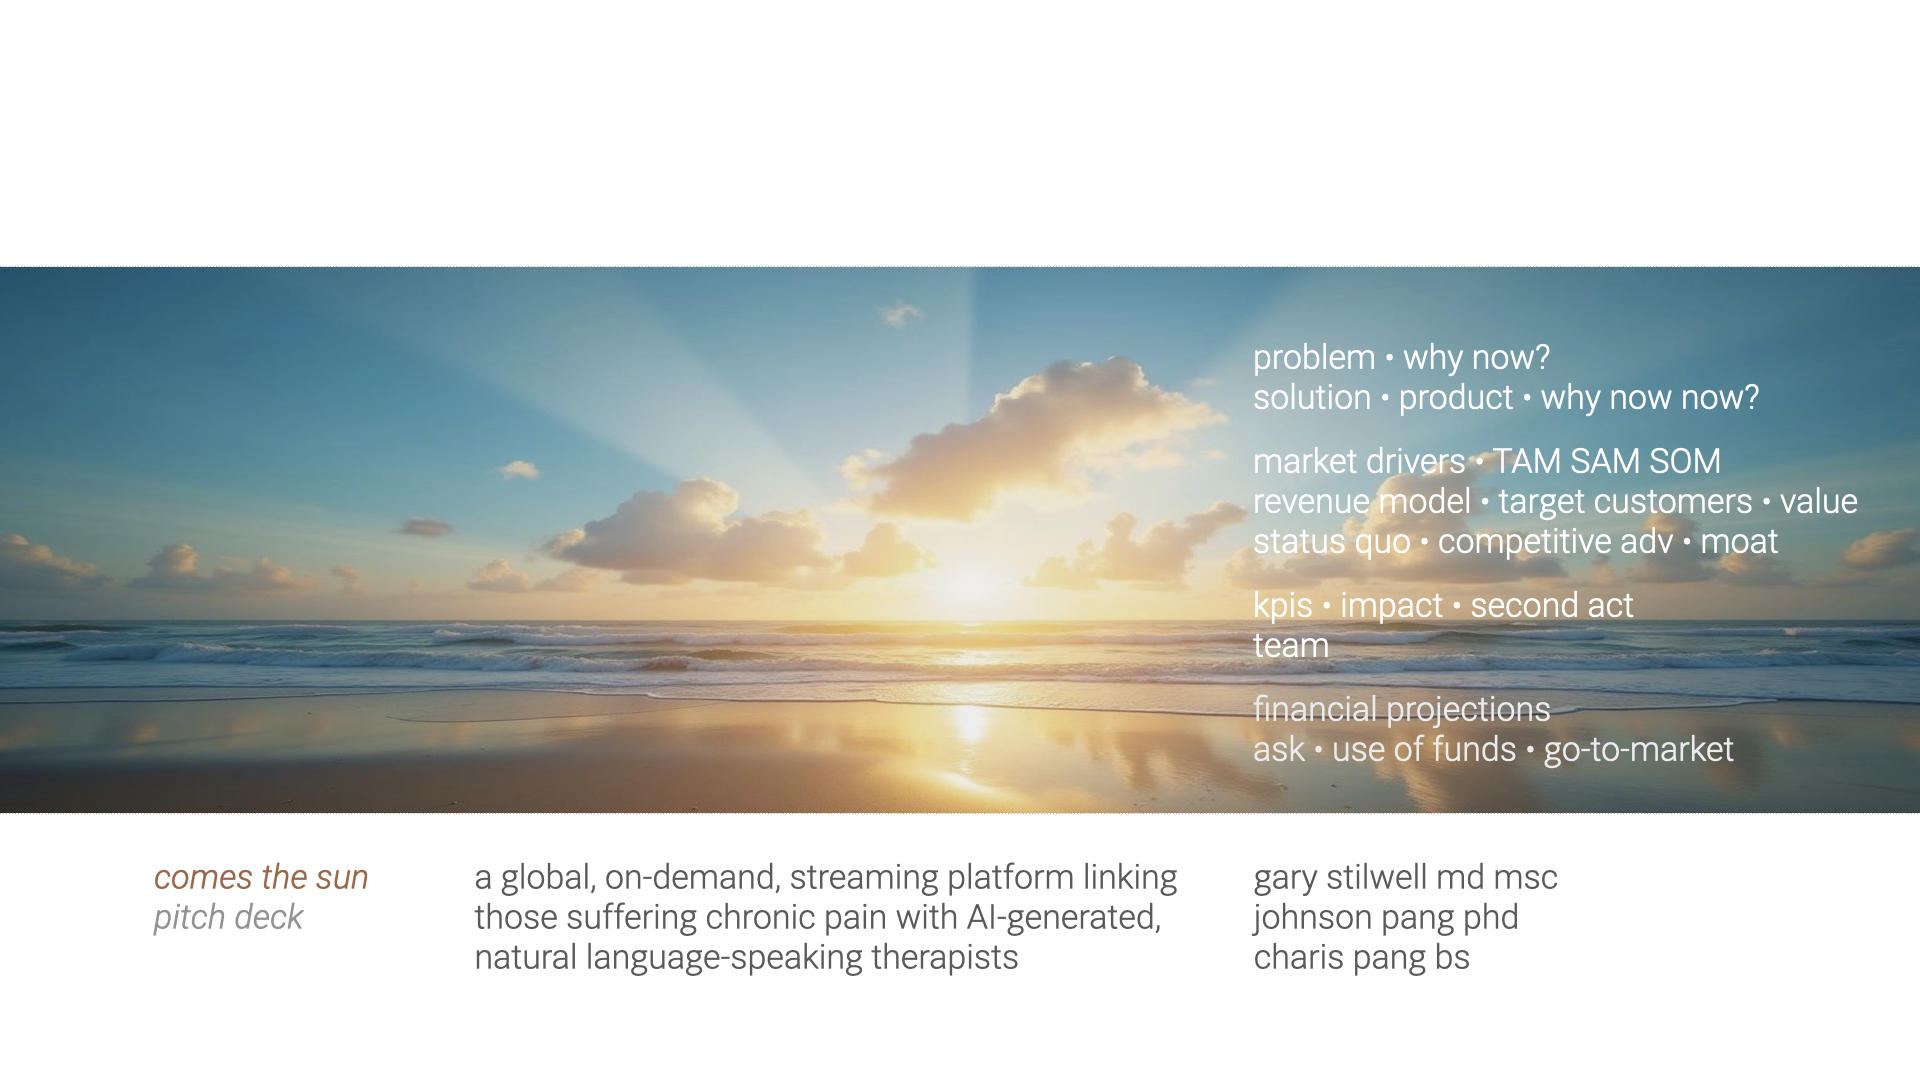 problem • why now?
solution • product • why now now?
market drivers • TAM SAM SOM
revenue model • target customers • value
status quo • competitive adv • moat
kpis • impact • second act
team
financial projections
ask • use of funds • go-to-market
comes the sun
pitch deck
a global, on-demand, streaming platform linking
those suffering chronic pain with AI-generated,
natural language-speaking therapists
gary stilwell md msc
johnson pang phd
charis pang bs